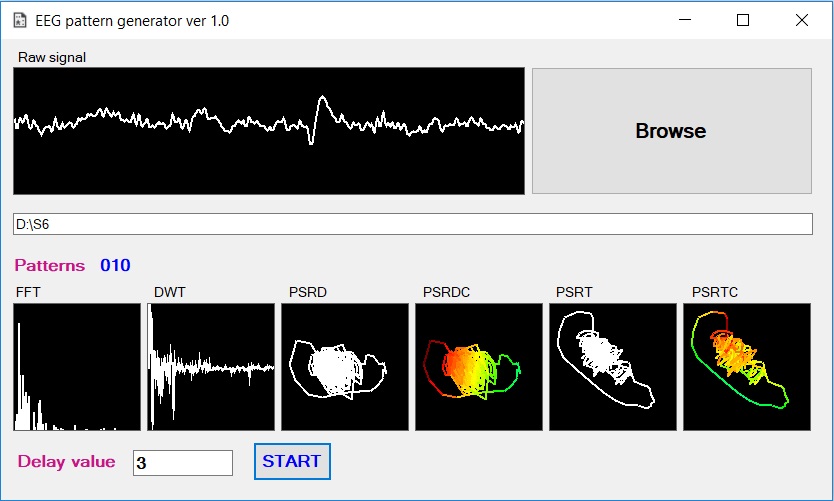 EEG pattern generator ver 1.0
Raw signal
Browse
D:\S6
Patterns 010
FFT DWT PSRD PSRDC PSRT PSRTC
Delay value 3 START